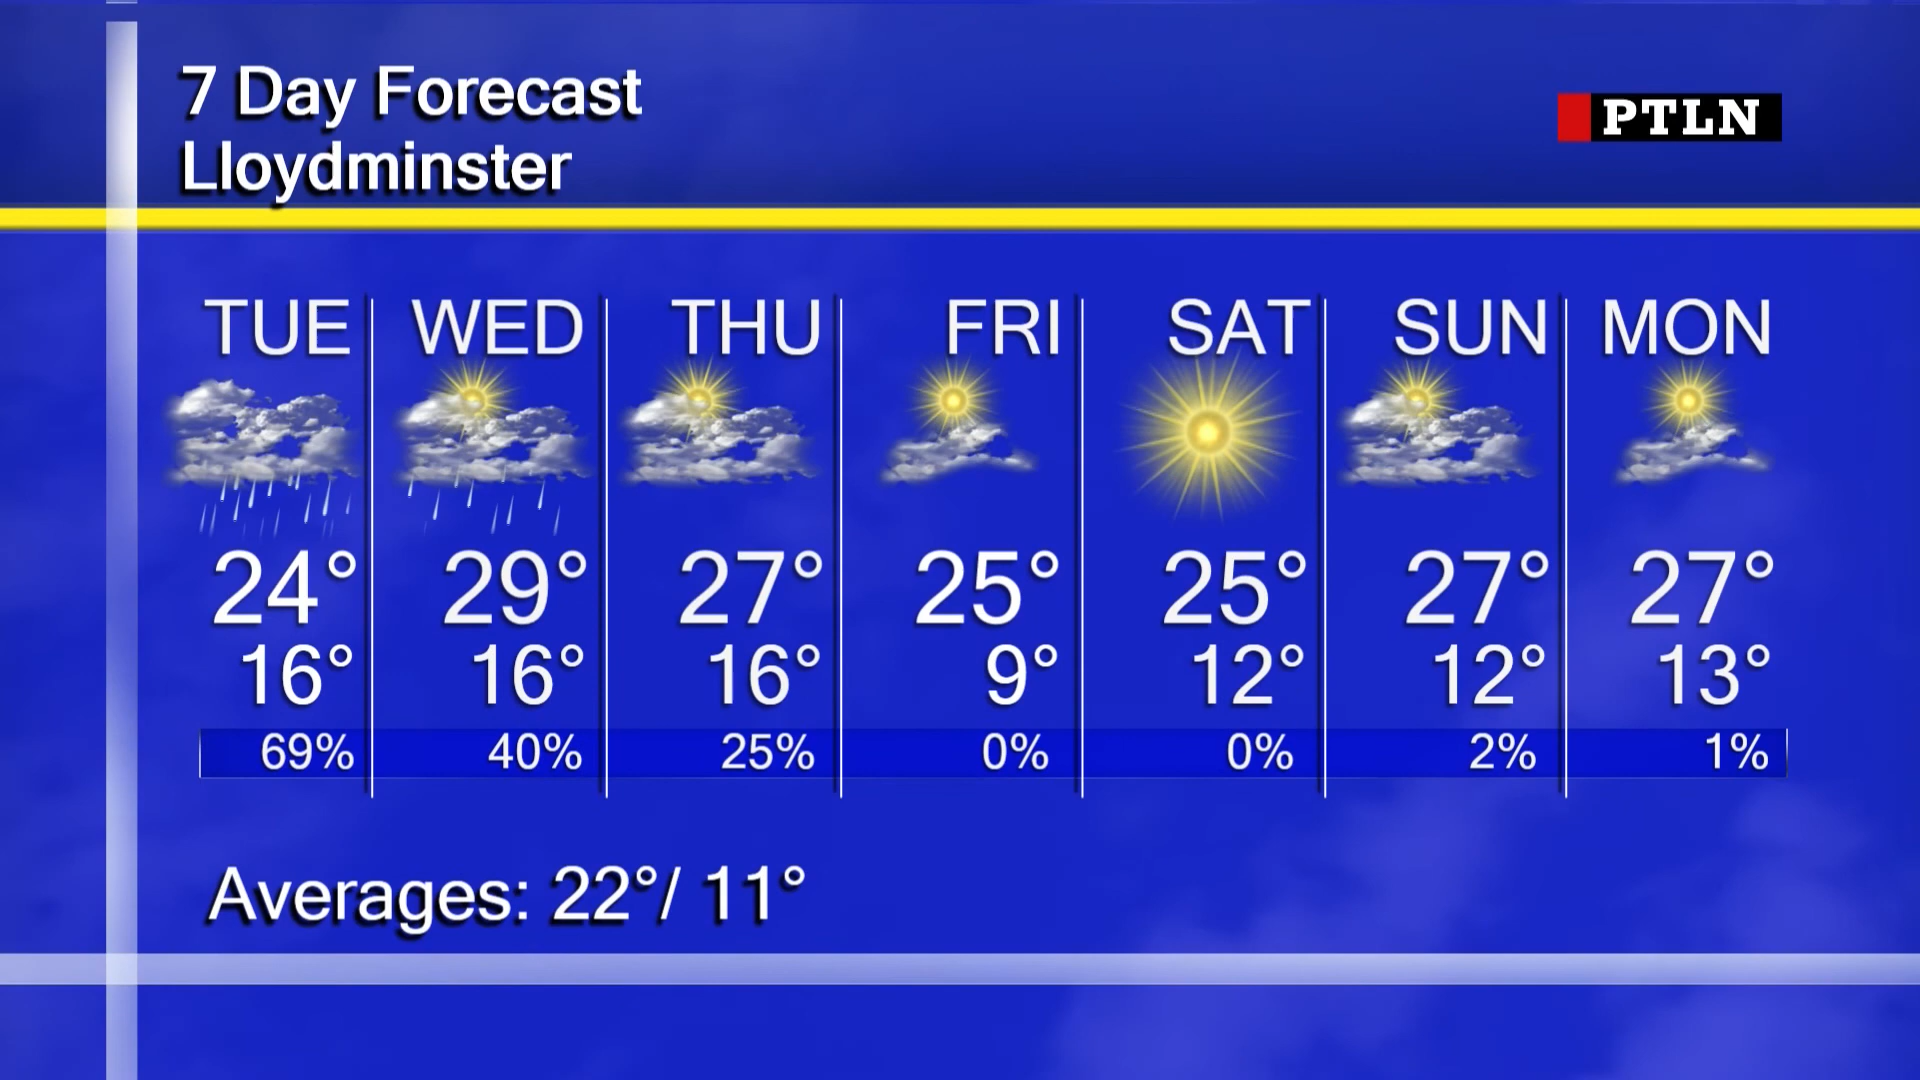 7 Day Forecast
Lloydminster
PTLN
TUE WED THU FRI SAT SUN MON
24° 29° 27° 25° 25° 27° 27°
16° 16° 16° 9° 12° 12° 13°
69% 40% 25% 0% 0% 2% 1%
Averages: 22°/ 11°